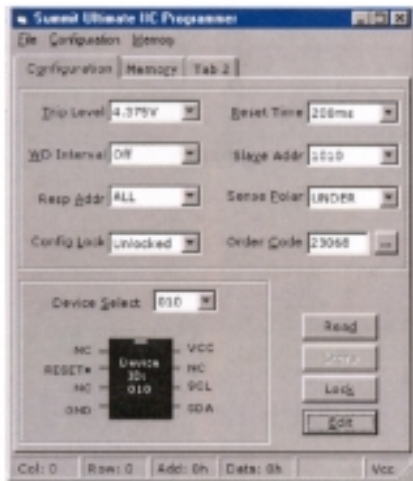 Summit Ultimate IIC Programmer
File Configuration Memory
Configuration Memory Tab 2
Trip Level 4.375V Reset Time 200ms
WD Interval Off Slave Addr 1010
Resp Addr ALL Sense Polar UNDER
Config Lock Unlocked Order Code 23068 ...
Device Select 010
Read
NC VCC
RESET# Device NC
NC ID: SCL
GND 010 SDA
Lock
Edit
Col: 0 Row: 0 Add: 0h Data: 0h Vcc